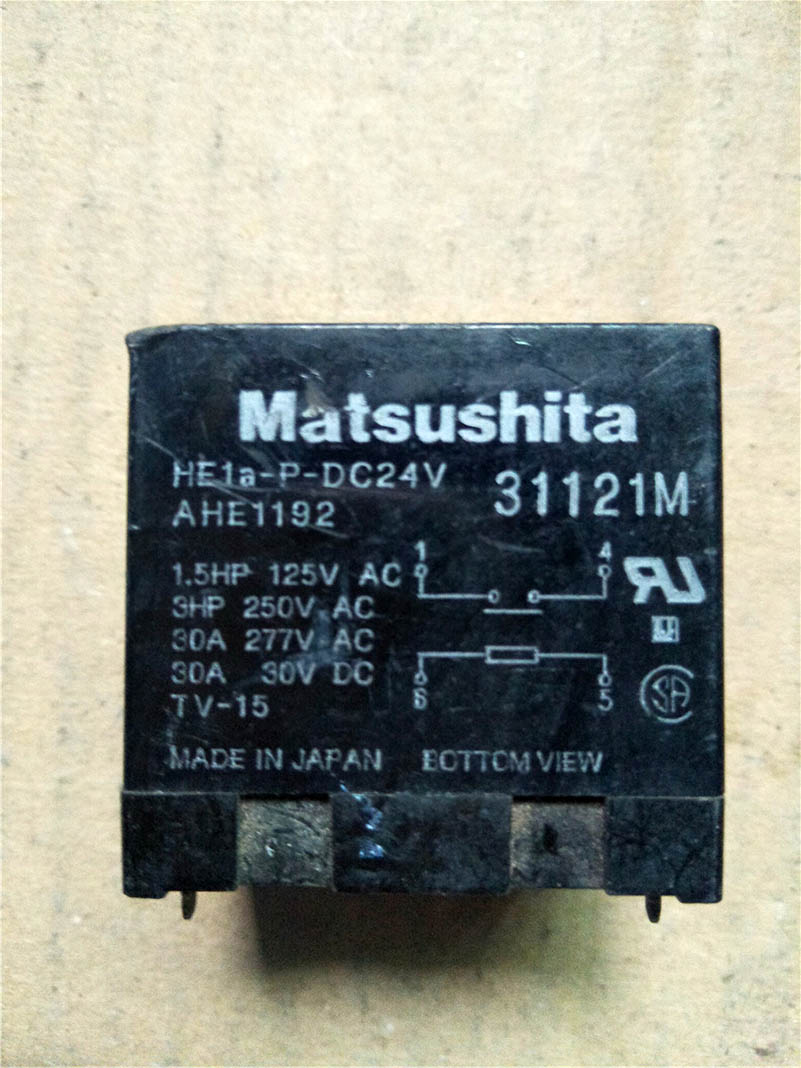 Matsushita
HE1a-P-DC24V
31121M
AHE1192
1.5HP 125V AC
3HP 250V AC
30A 277V AC
30A 30V DC
TV-15
1 4
6 5
SA
MADE IN JAPAN BOTTOM VIEW